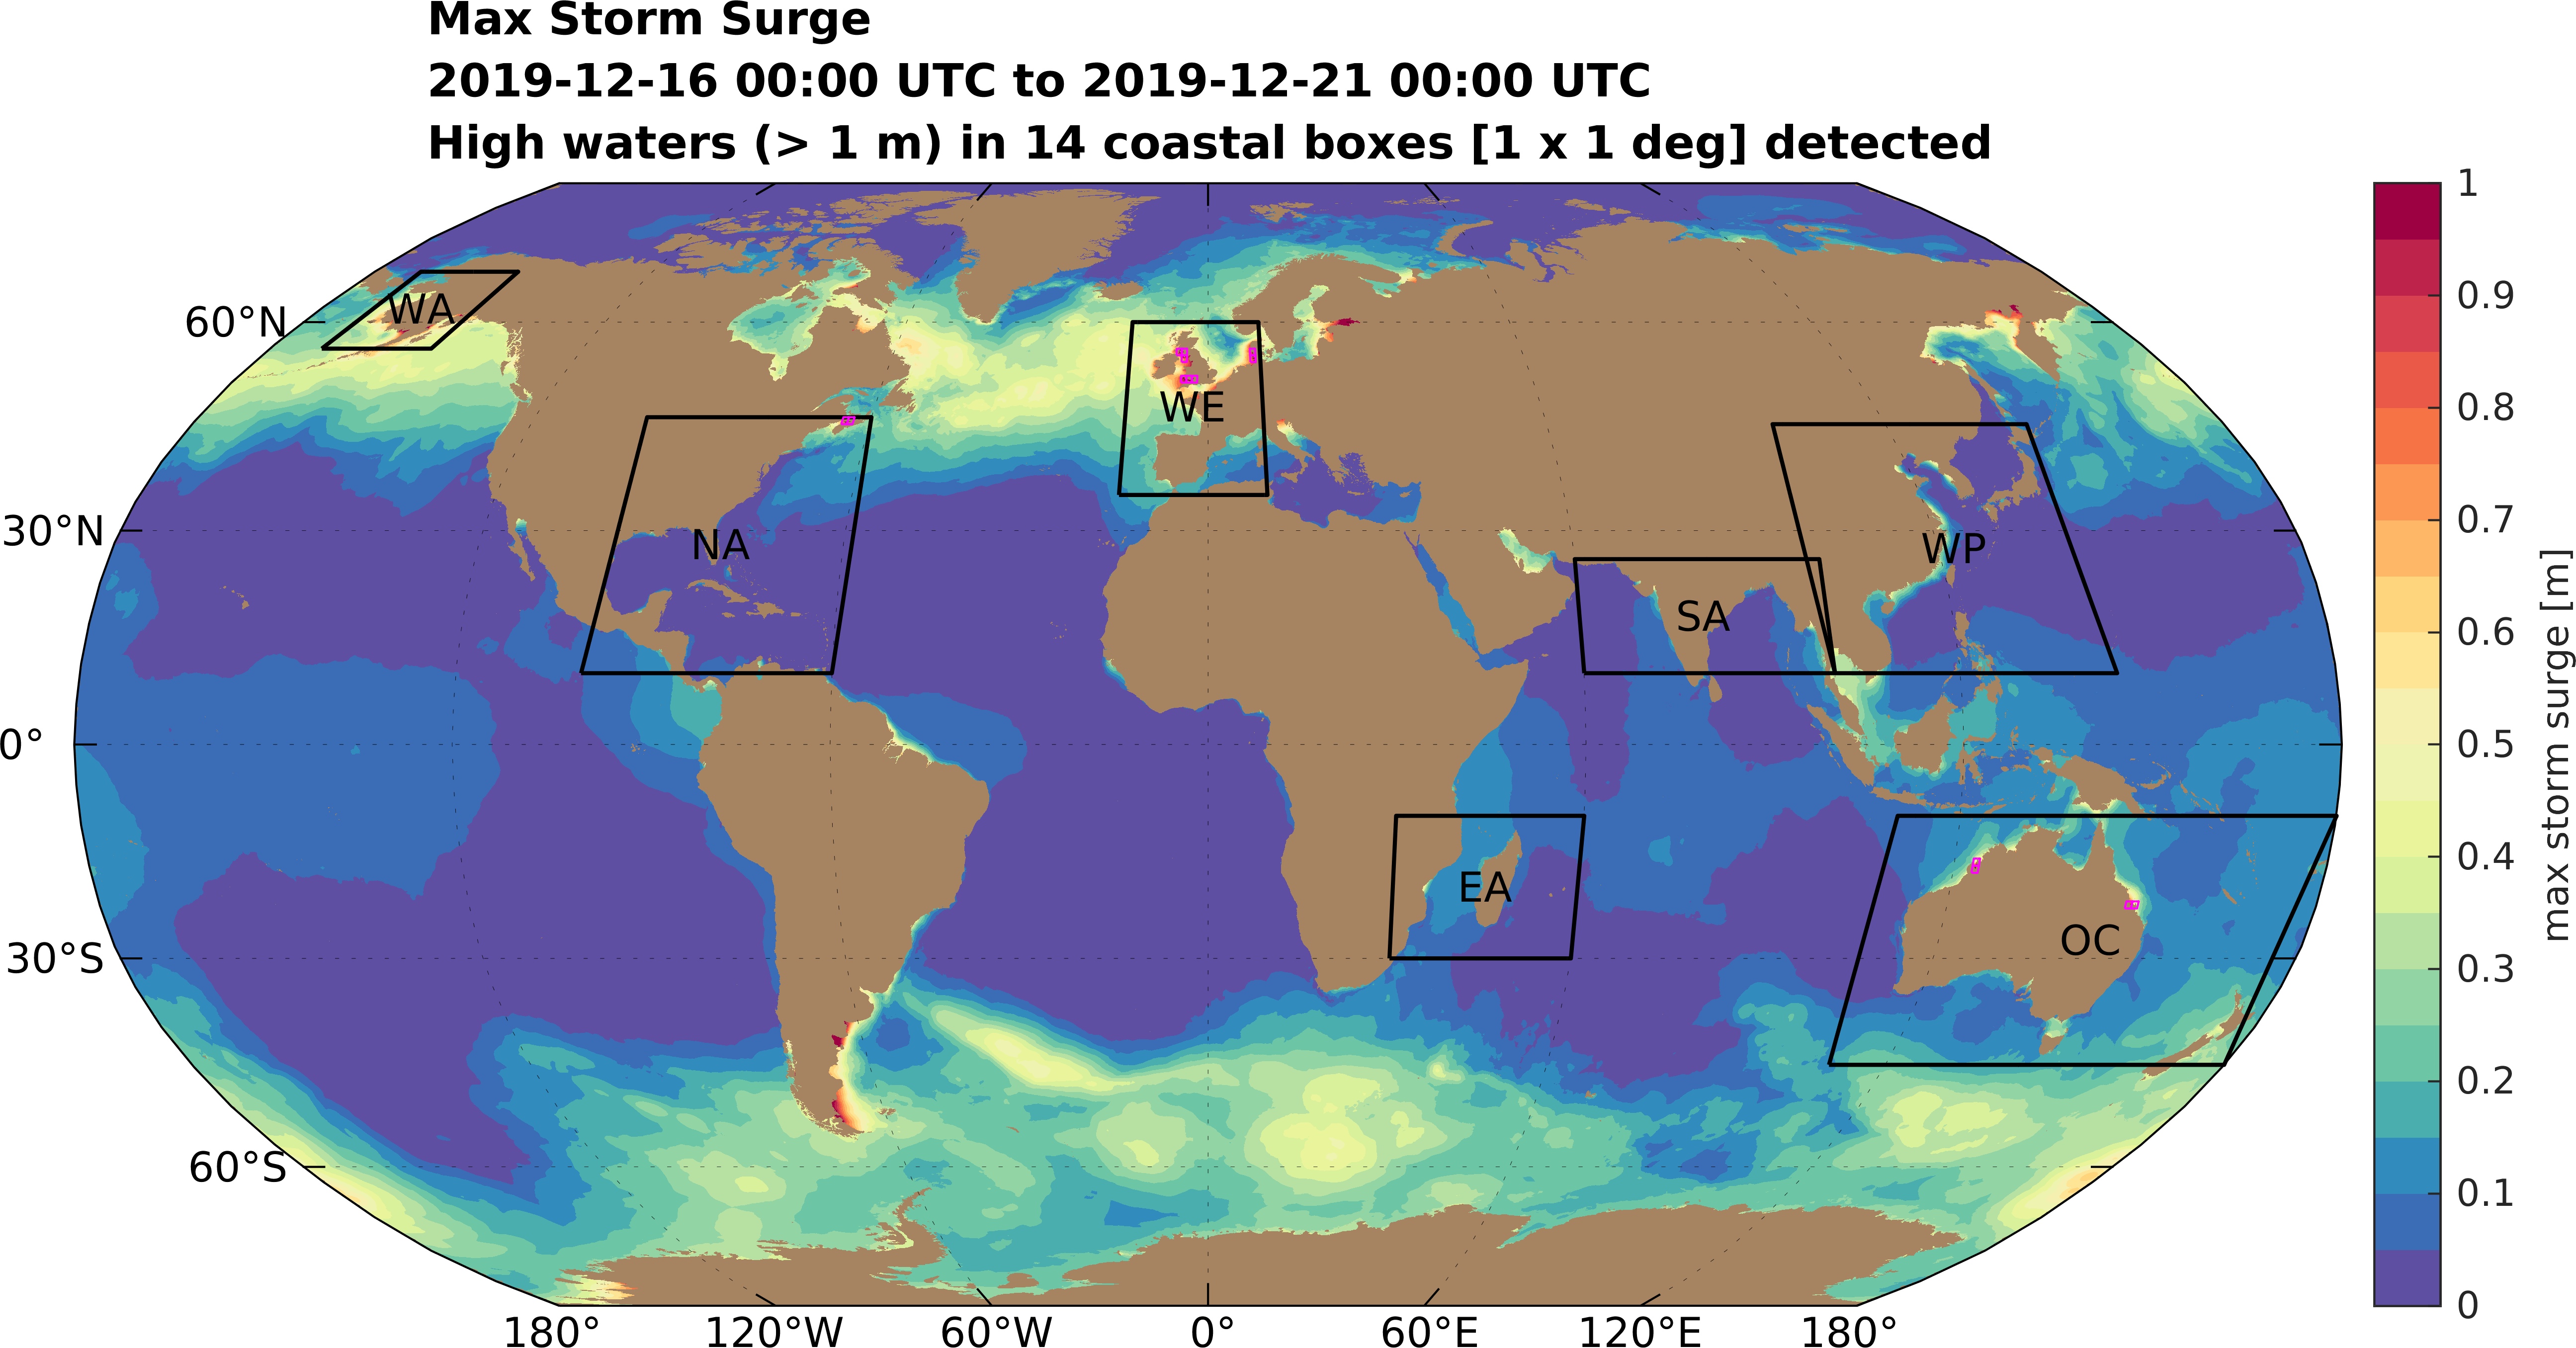 Max Storm Surge
2019-12-16 00:00 UTC to 2019-12-21 00:00 UTC
High waters (> 1 m) in 14 coastal boxes [1 x 1 deg] detected
60°N
30°N
0°
30°S
60°S
180°
120°W
60°W
0°
60°E
120°E
180°
WA
NA
WE
SA
WP
EA
OC
1
0.9
0.8
0.7
0.6
0.5
0.4
0.3
0.2
0.1
0
max storm surge [m]